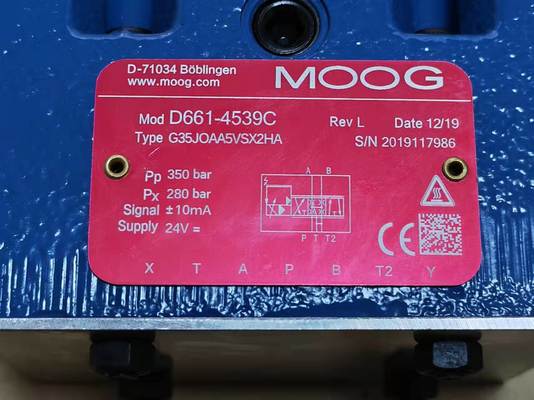 D-71034 Böblingen
www.moog.com
MOOG
Mod D661-4539C
Rev L Date 12/19
Type G35JOAA5VSX2HA
S/N 2019117986
Pp 350 bar
Px 280 bar
Signal ±10mA
Supply 24V =
A B
P T T2
CE
X T A P B T2 Y